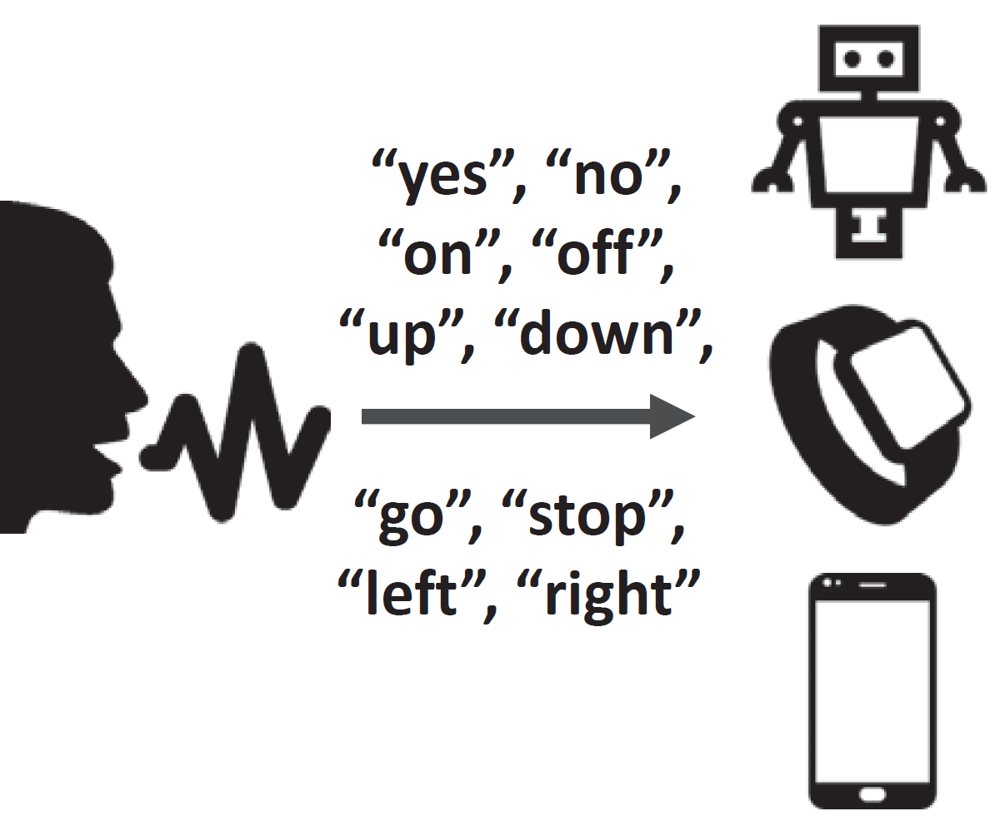 “yes”, “no”,
“on”, “off”,
“up”, “down”,
“go”, “stop”,
“left”, “right”